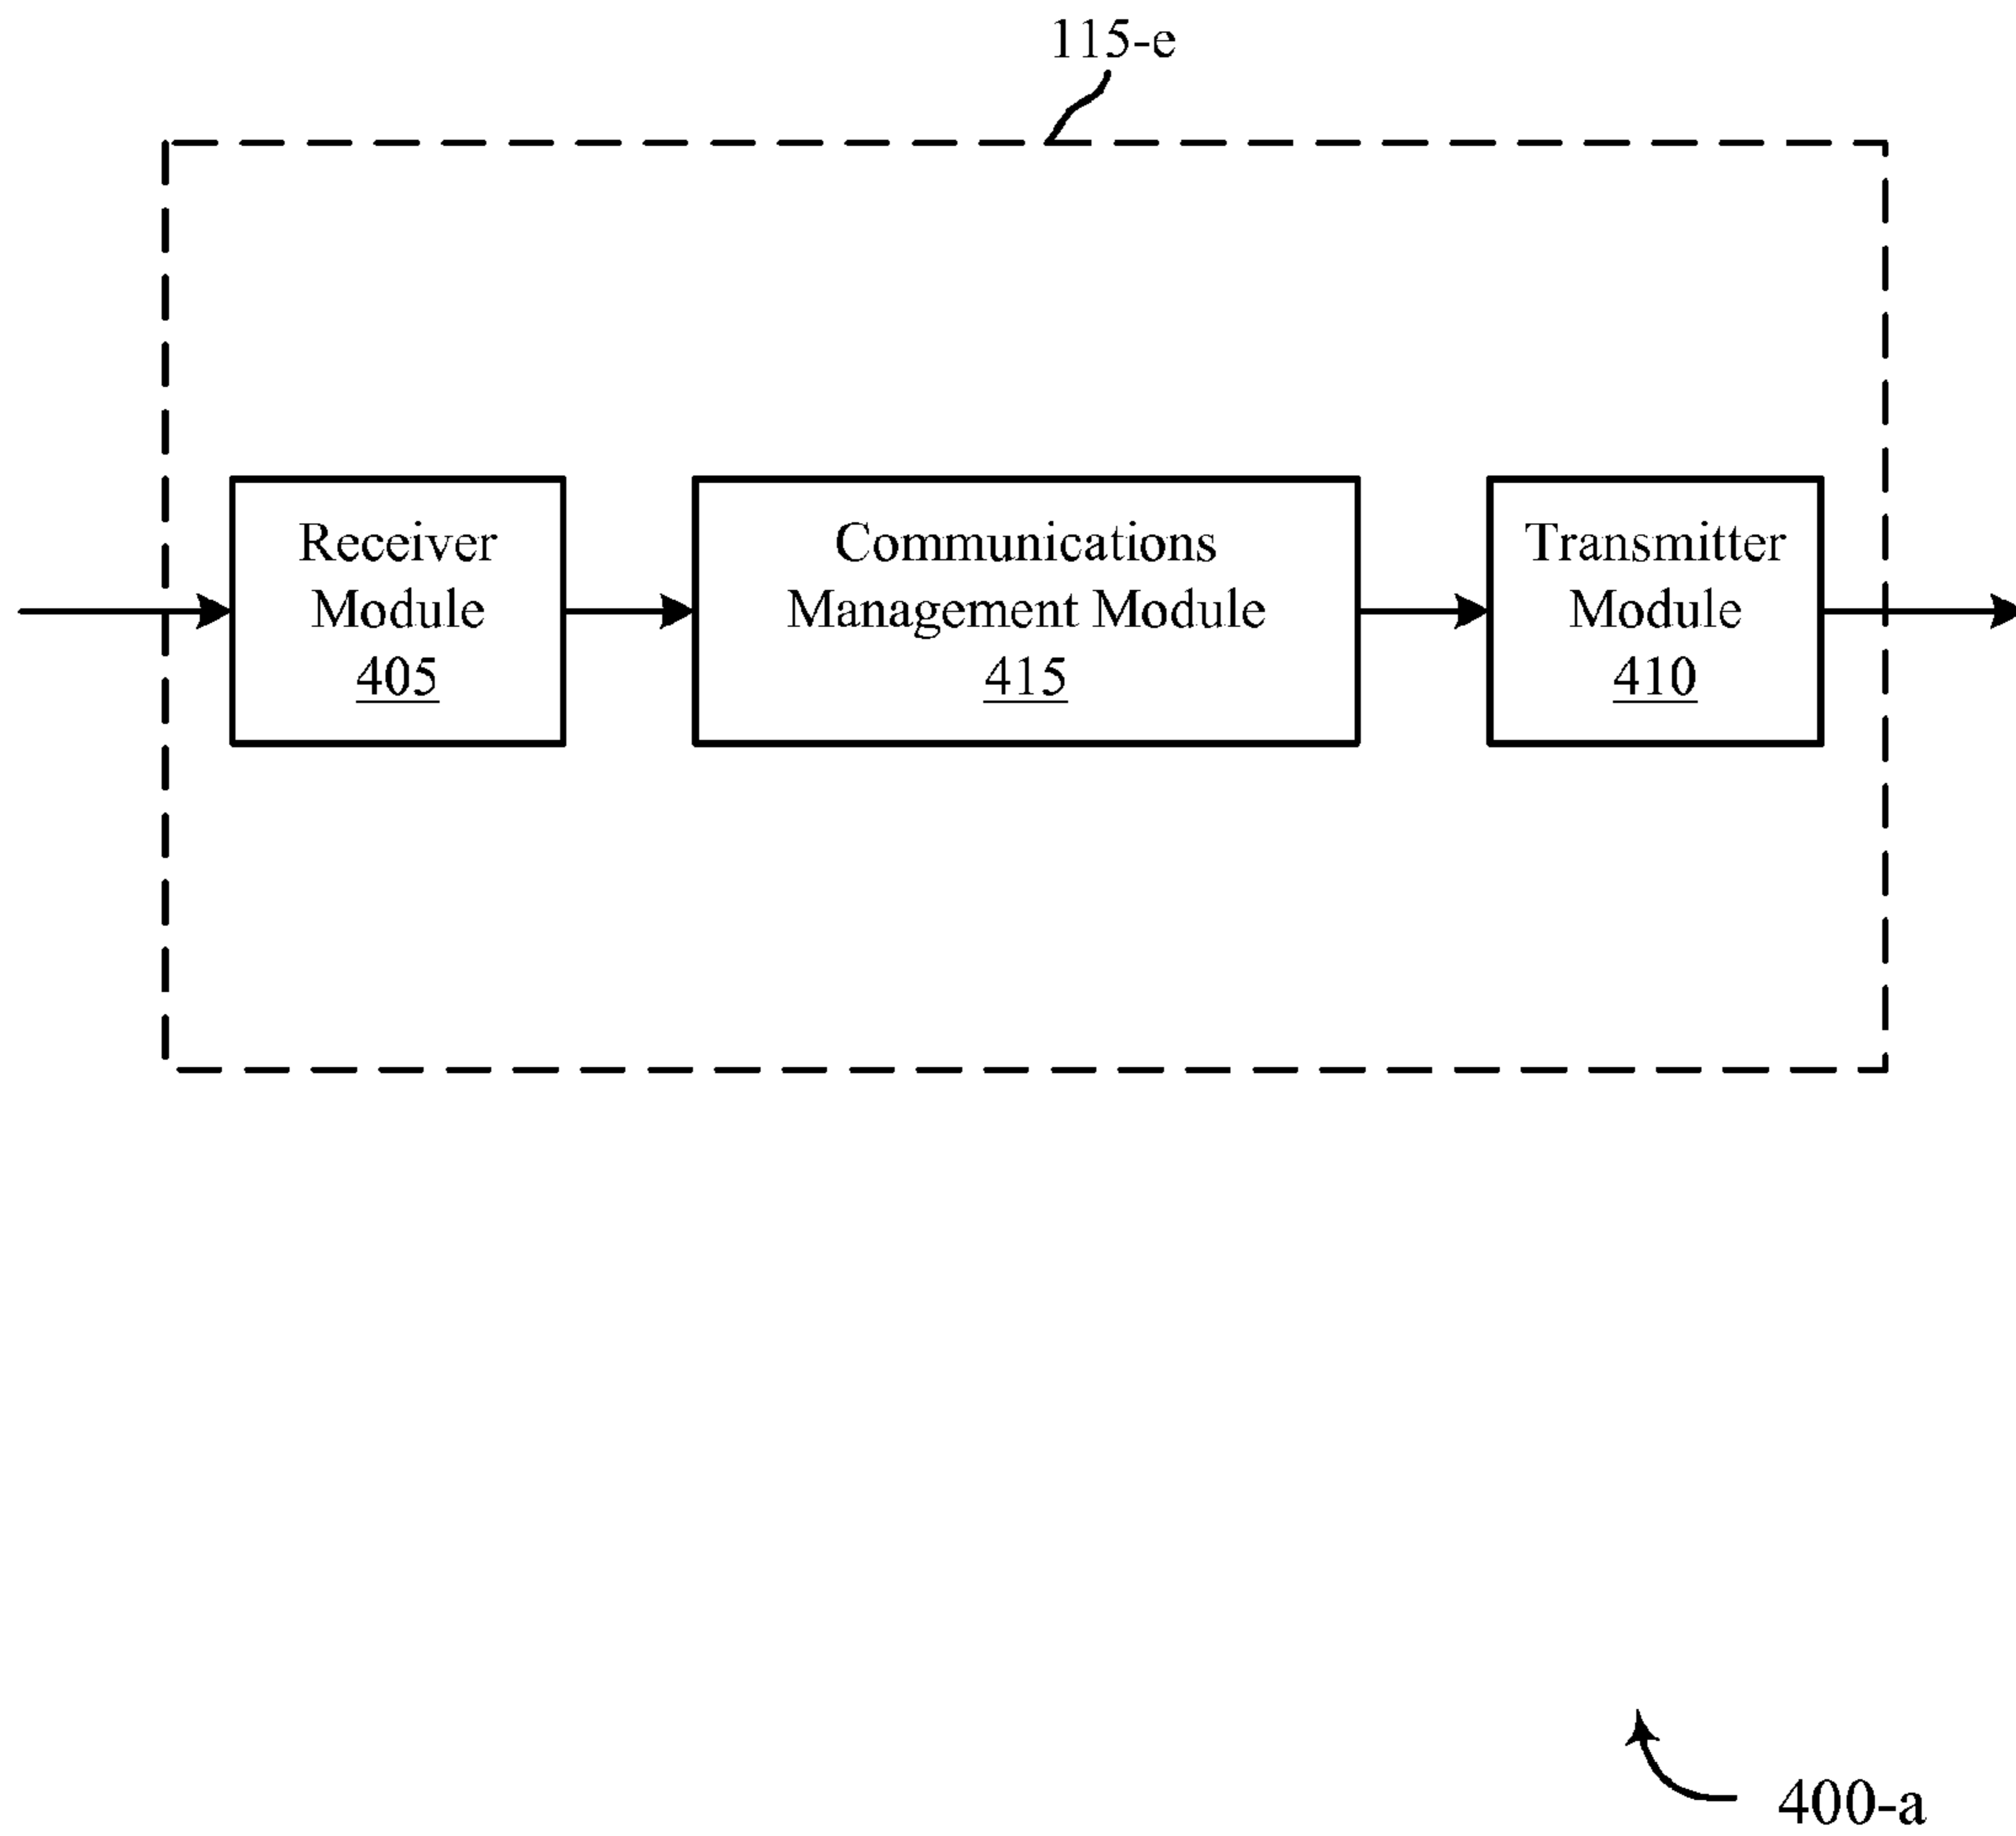 115-e
Receiver
Module
405
Communications
Management Module
415
Transmitter
Module
410
400-a